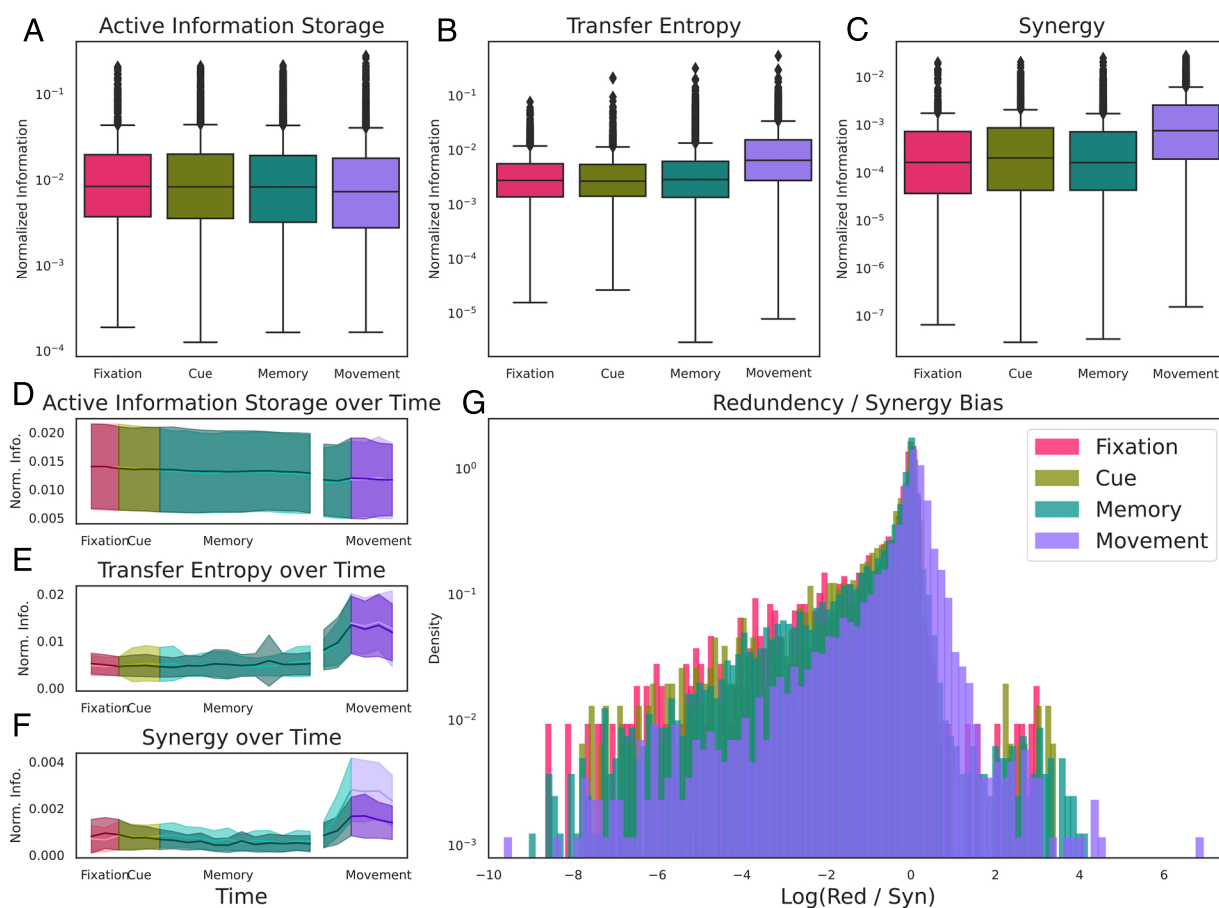 A
Active Information Storage
Normalized Information
10⁻¹
10⁻²
10⁻³
10⁻⁴
Fixation Cue Memory Movement
B
Transfer Entropy
Normalized Information
10⁻¹
10⁻²
10⁻³
10⁻⁴
10⁻⁵
Fixation Cue Memory Movement
C
Synergy
Normalized Information
10⁻²
10⁻³
10⁻⁴
10⁻⁵
10⁻⁶
10⁻⁷
Fixation Cue Memory Movement
D
Active Information Storage over Time
Norm. Info.
0.020
0.015
0.010
0.005
Fixation Cue Memory Movement
E
Transfer Entropy over Time
Norm. Info.
0.02
0.01
0.00
Fixation Cue Memory Movement
F
Synergy over Time
Norm. Info.
0.004
0.002
0.000
Fixation Cue Memory Movement
Time
G
Redundancy / Synergy Bias
Density
10⁰
10⁻¹
10⁻²
10⁻³
Fixation
Cue
Memory
Movement
−10 −8 −6 −4 −2 0 2 4 6
Log(Red / Syn)